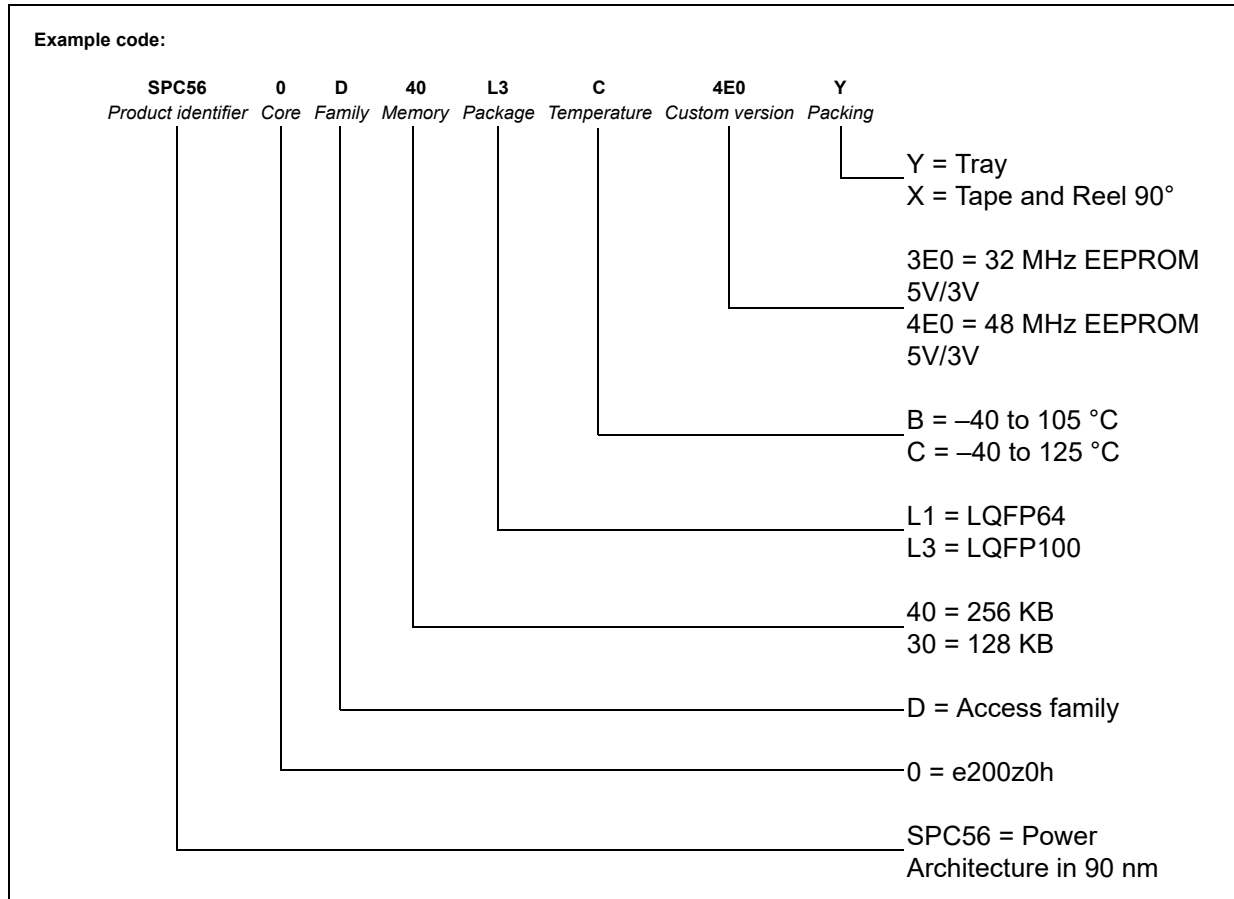 Example code:
SPC56 0 D 40 L3 C 4E0 Y
Product identifier Core Family Memory Package Temperature Custom version Packing
Y = Tray
X = Tape and Reel 90°
3E0 = 32 MHz EEPROM
5V/3V
4E0 = 48 MHz EEPROM
5V/3V
B = –40 to 105 °C
C = –40 to 125 °C
L1 = LQFP64
L3 = LQFP100
40 = 256 KB
30 = 128 KB
D = Access family
0 = e200z0h
SPC56 = Power
Architecture in 90 nm